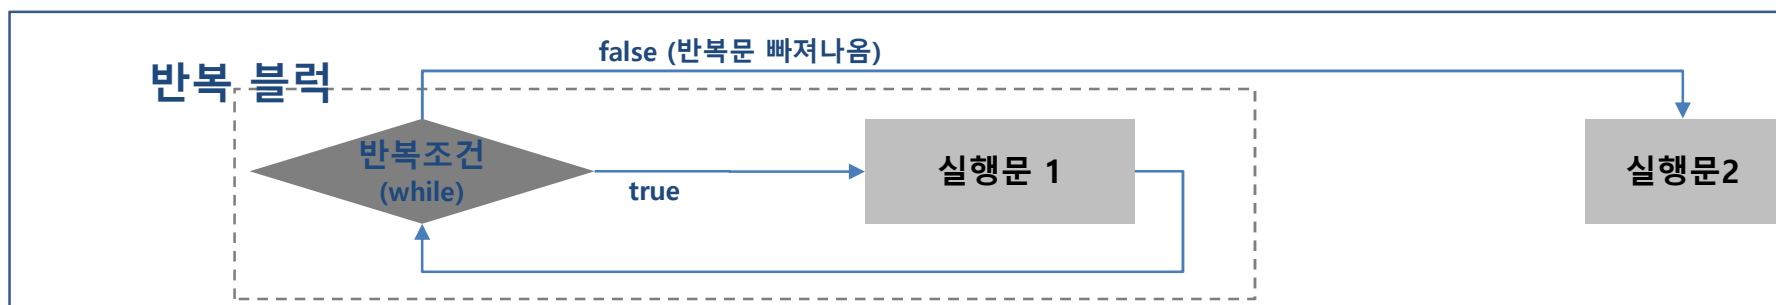 false (반복문 빠져나옴)
반복 블럭
반복조건
(while)
true
실행문 1
실행문2